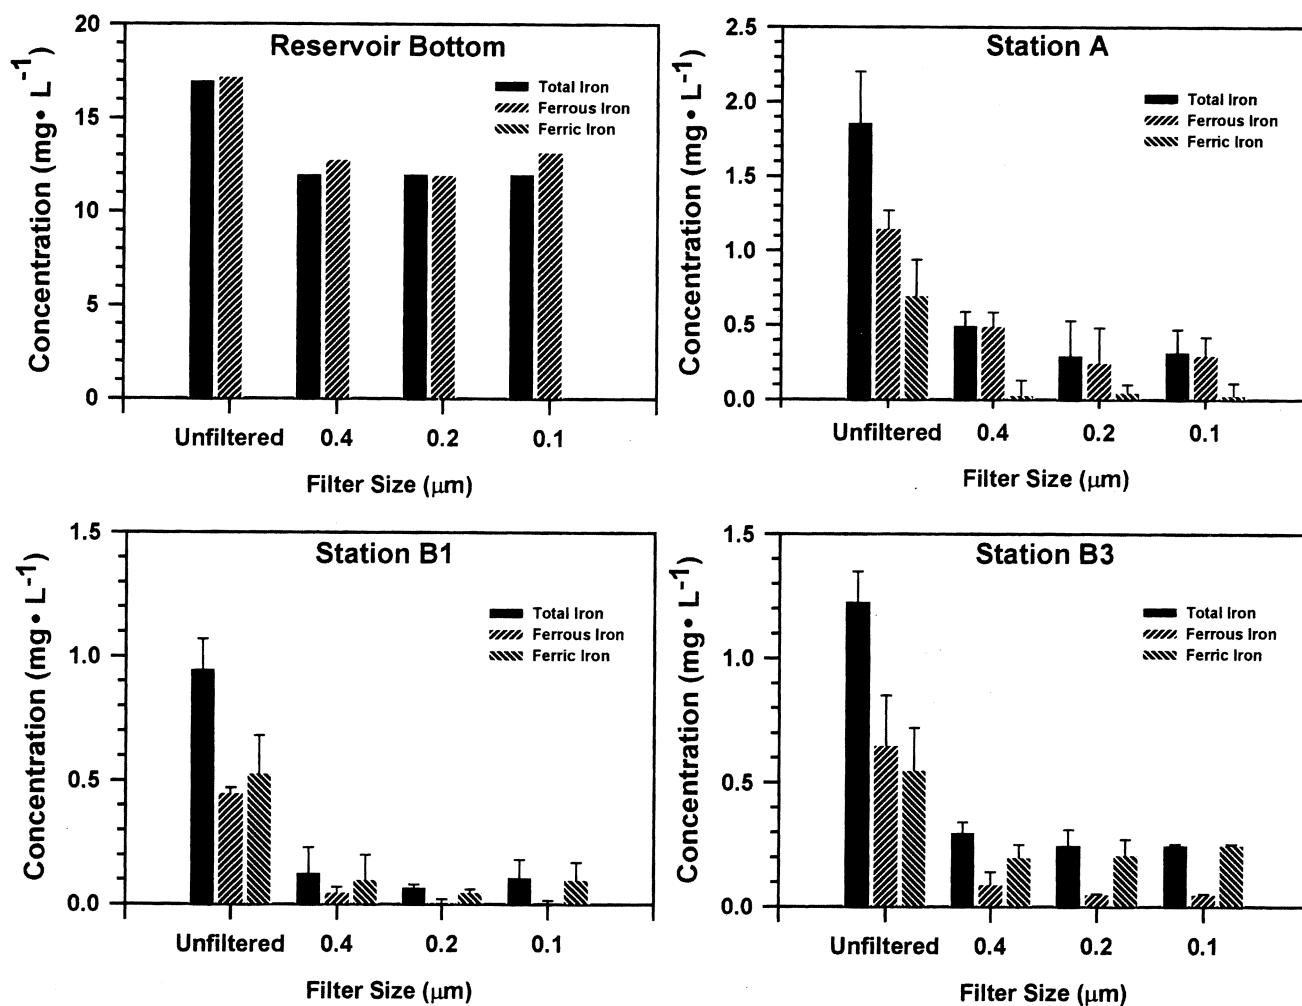 Reservoir Bottom
Concentration (mg• L-1)
20
15
10
5
0
Total Iron
Ferrous Iron
Ferric Iron
Unfiltered 0.4 0.2 0.1
Filter Size (μm)
Station A
Concentration (mg• L-1)
2.5
2.0
1.5
1.0
0.5
0.0
Total Iron
Ferrous Iron
Ferric Iron
Unfiltered 0.4 0.2 0.1
Filter Size (μm)
Station B1
Concentration (mg• L-1)
1.5
1.0
0.5
0.0
Total Iron
Ferrous Iron
Ferric Iron
Unfiltered 0.4 0.2 0.1
Filter Size (μm)
Station B3
Concentration (mg• L-1)
1.5
1.0
0.5
0.0
Total Iron
Ferrous Iron
Ferric Iron
Unfiltered 0.4 0.2 0.1
Filter Size (μm)